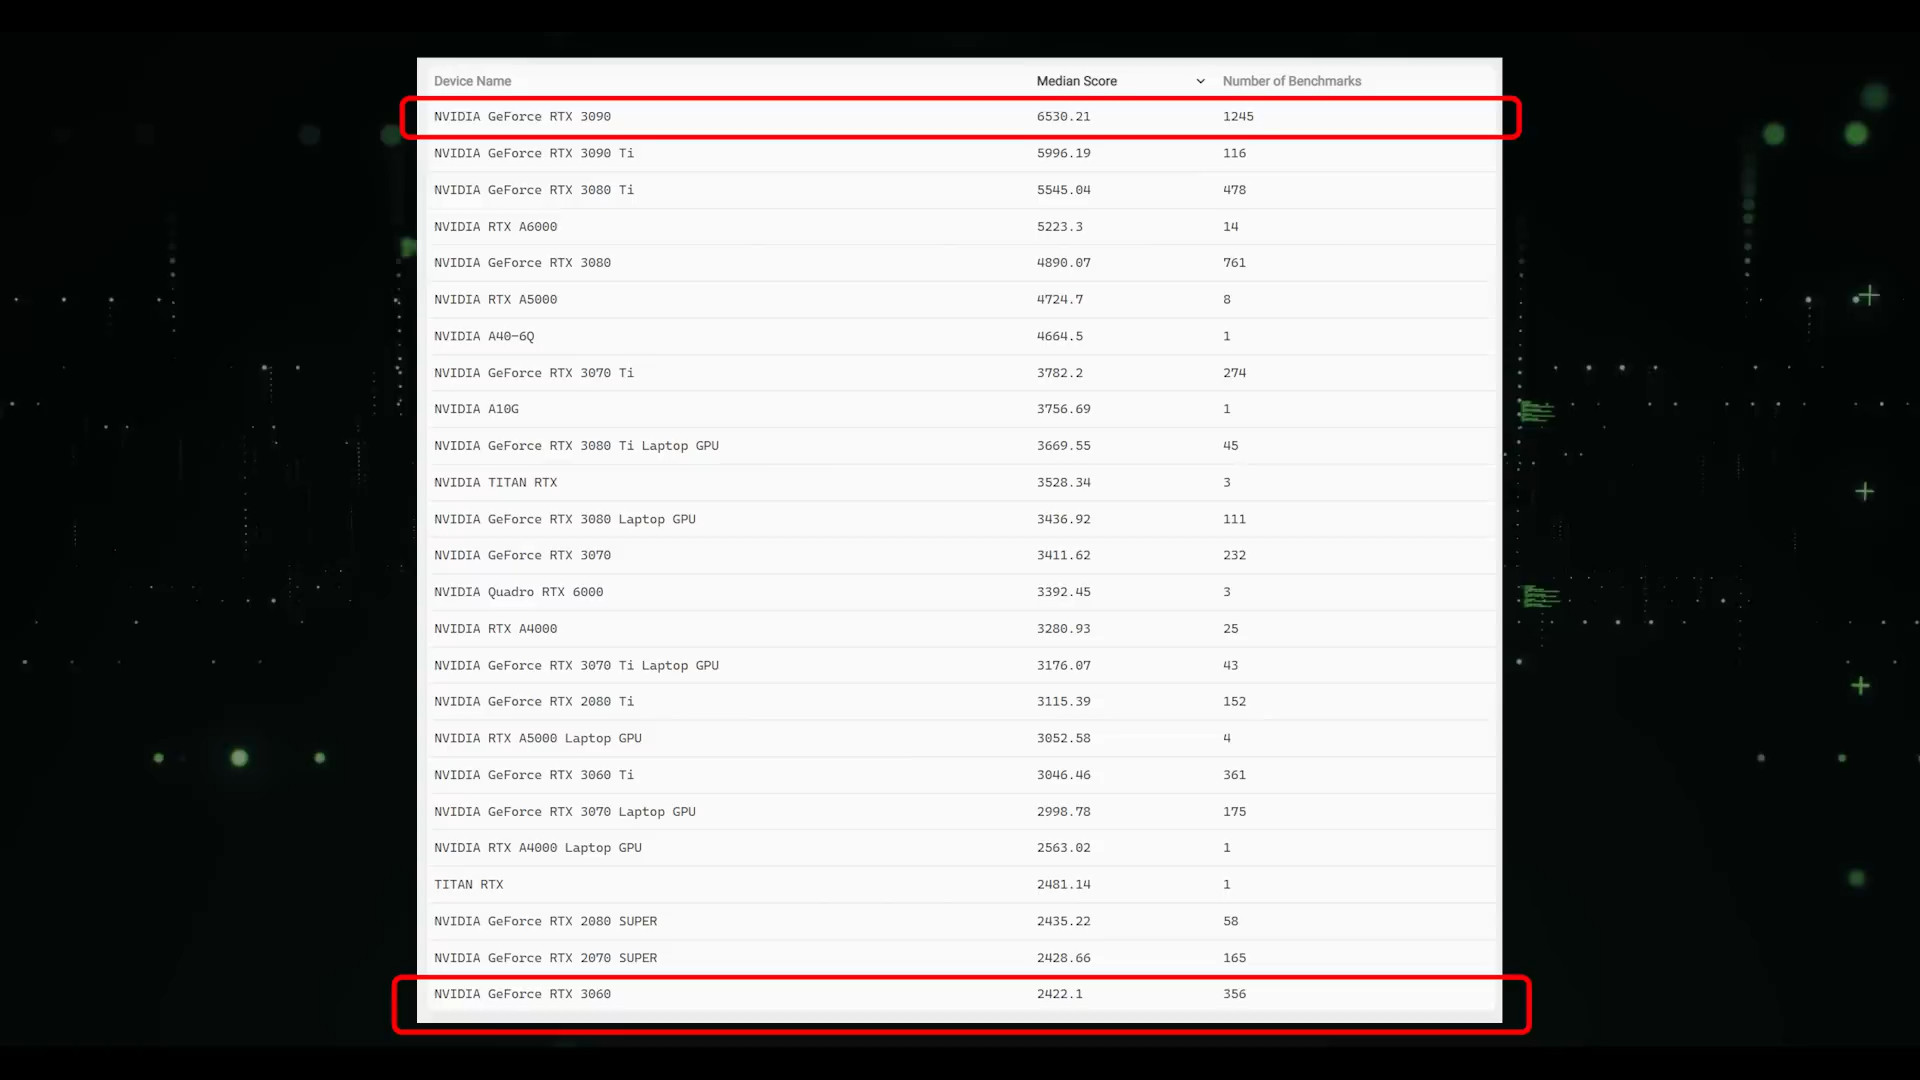 Device Name Median Score Number of Benchmarks
NVIDIA GeForce RTX 3090 6530.21 1245
NVIDIA GeForce RTX 3090 Ti 5996.19 116
NVIDIA GeForce RTX 3080 Ti 5545.04 478
NVIDIA RTX A6000 5223.3 14
NVIDIA GeForce RTX 3080 4890.07 761
NVIDIA RTX A5000 4724.7 8
NVIDIA A40-6Q 4664.5 1
NVIDIA GeForce RTX 3070 Ti 3782.2 274
NVIDIA A10G 3756.69 1
NVIDIA GeForce RTX 3080 Ti Laptop GPU 3669.55 45
NVIDIA TITAN RTX 3528.34 3
NVIDIA GeForce RTX 3080 Laptop GPU 3436.92 111
NVIDIA GeForce RTX 3070 3411.62 232
NVIDIA Quadro RTX 6000 3392.45 3
NVIDIA RTX A4000 3280.93 25
NVIDIA GeForce RTX 3070 Ti Laptop GPU 3176.07 43
NVIDIA GeForce RTX 2080 Ti 3115.39 152
NVIDIA RTX A5000 Laptop GPU 3052.58 4
NVIDIA GeForce RTX 3060 Ti 3046.46 361
NVIDIA GeForce RTX 3070 Laptop GPU 2998.78 175
NVIDIA RTX A4000 Laptop GPU 2563.02 1
TITAN RTX 2481.14 1
NVIDIA GeForce RTX 2080 SUPER 2435.22 58
NVIDIA GeForce RTX 2070 SUPER 2428.66 165
NVIDIA GeForce RTX 3060 2422.1 356